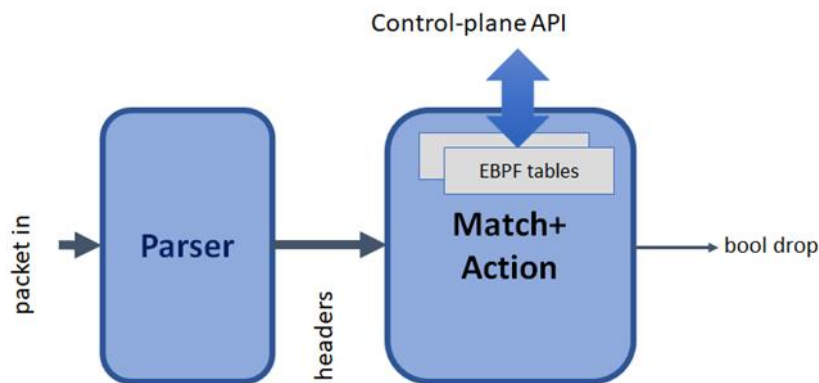 Control-plane API
EBPF tables
packet in
Parser
headers
Match+
Action
bool drop